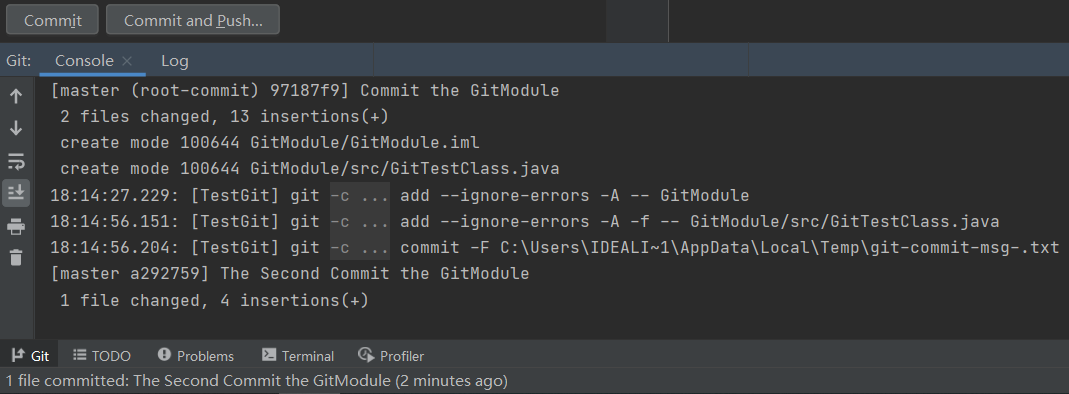 Commit Commit and Push...
Git: Console Log
[master (root-commit) 97187f9] Commit the GitModule
2 files changed, 13 insertions(+)
create mode 100644 GitModule/GitModule.iml
create mode 100644 GitModule/src/GitTestClass.java
18:14:27.229: [TestGit] git -c ... add --ignore-errors -A -- GitModule
18:14:56.151: [TestGit] git -c ... add --ignore-errors -A -f -- GitModule/src/GitTestClass.java
18:14:56.204: [TestGit] git -c ... commit -F C:\Users\IDEALI~1\AppData\Local\Temp\git-commit-msg-.txt
[master a292759] The Second Commit the GitModule
1 file changed, 4 insertions(+)
Git TODO Problems Terminal Profiler
1 file committed: The Second Commit the GitModule (2 minutes ago)